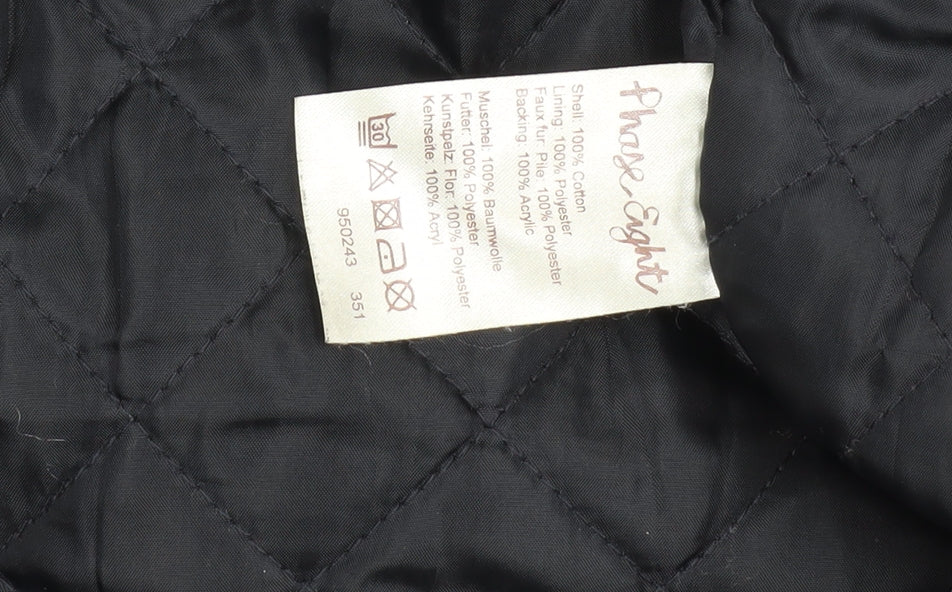 Phase Eight
Shell: 100% Cotton
Lining: 100% Polyester
Faux fur: Pile: 100% Polyester
Backing: 100% Acrylic
Muschel: 100% Baumwolle
Futter: 100% Polyester
Kunstpelz: Flor: 100% Polyester
Kehrseite: 100% Acryl
30
950243 351